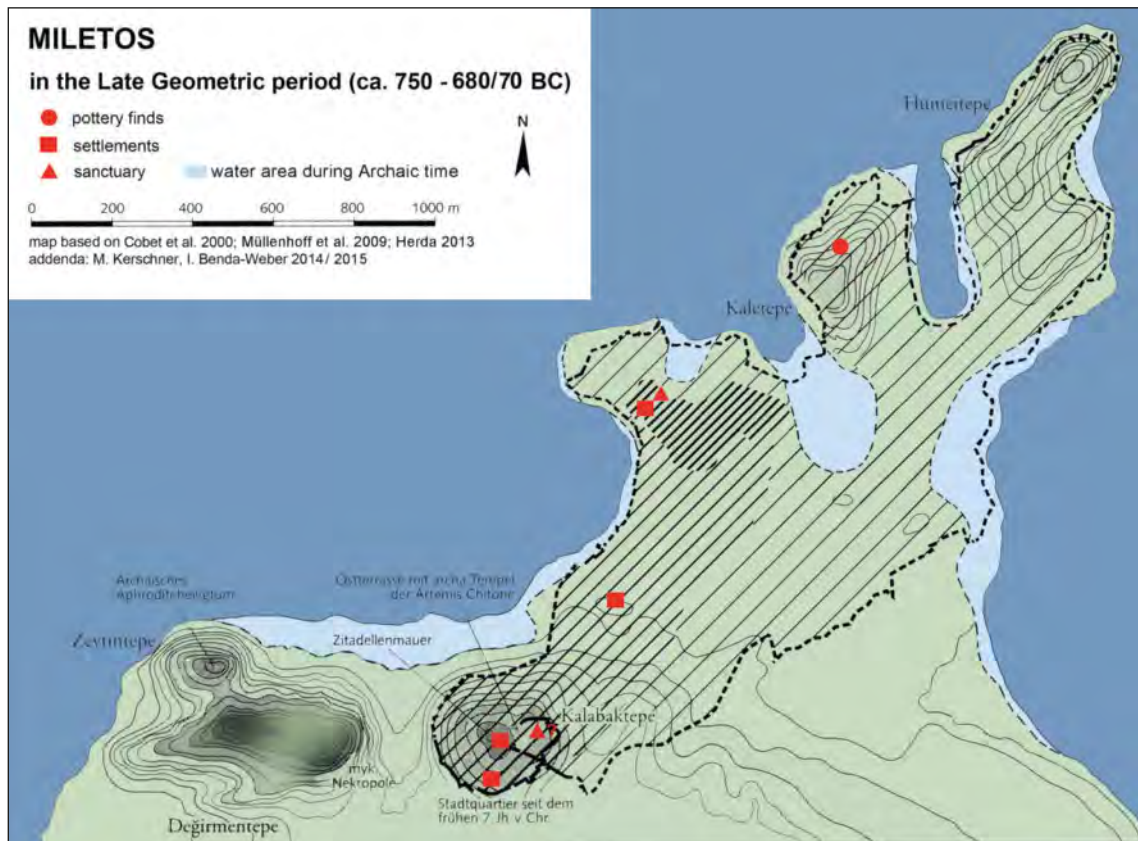 MILETOS
in the Late Geometric period (ca. 750 - 680/70 BC)
pottery finds
settlements
sanctuary
water area during Archaic time
N
0 200 400 600 800 1000 m
map based on Cobet et al. 2000; Müllenhoff et al. 2009; Herda 2013
addenda: M. Kerschner, I. Benda-Weber 2014/ 2015
Humeitepe
Kaletepe
Archaisches
Aphroditeheiligtum
Zeytintepe
Ostterrasse mit archa Tempel
der Artemis Chitone
Zitadellenmauer
Kalabaktepe
myk.
Nekropole
Stadtquartier seit dem
frühen 7. Jh. v. Chr.
Değirmentepe